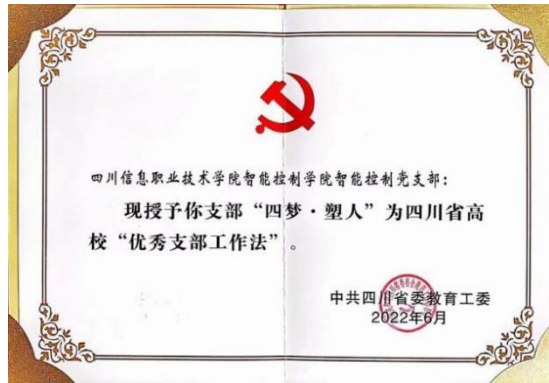 四川信息职业技术学院智能控制学院智能控制党支部：
现授予你支部“四梦·塑人”为四川省高
校“优秀支部工作法”。
中共四川省委教育工委
2022年6月